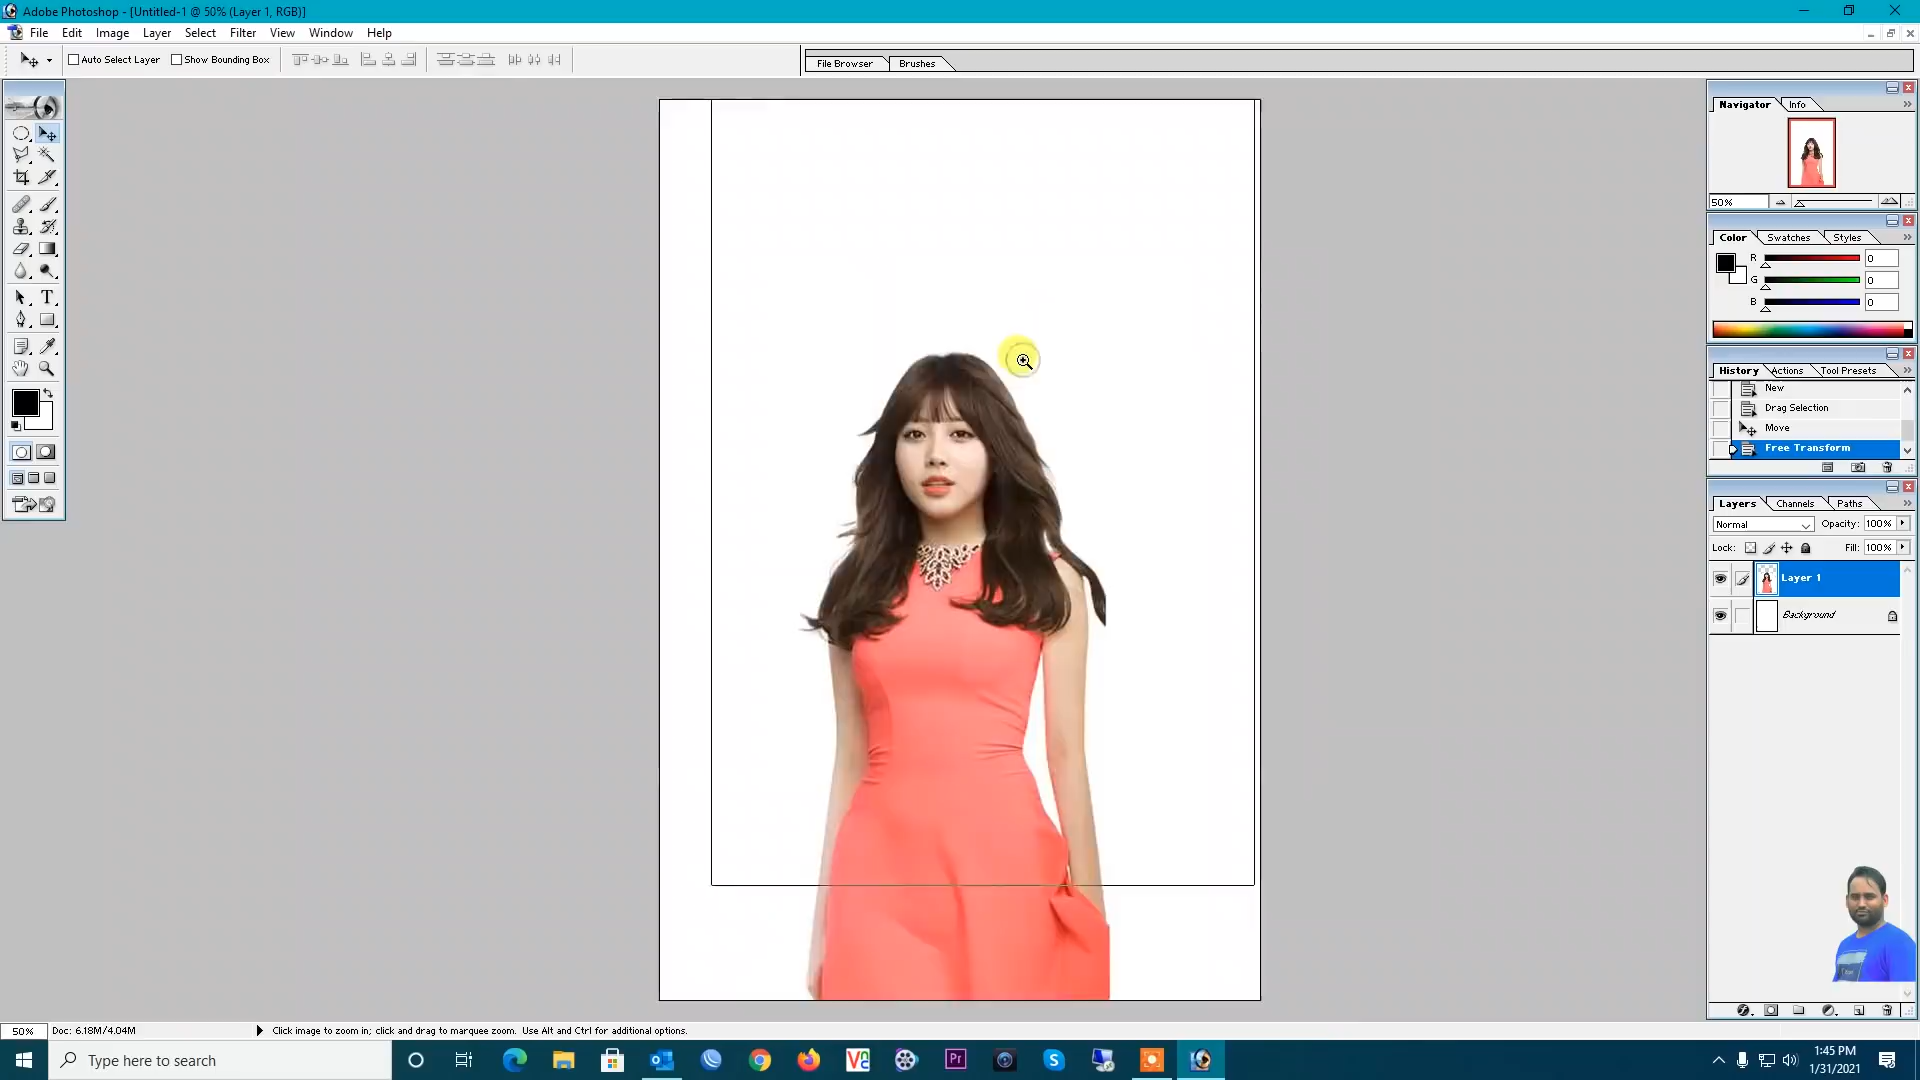 Adobe Photoshop - [Untitled-1 @ 50% (Layer 1, RGB)]
File Edit Image Layer Select Filter View Window Help
Auto Select Layer Show Bounding Box
File Browser Brushes
Navigator Info
50%
Color Swatches Styles
R 0
G 0
B 0
History Actions Tool Presets
New
Drag Selection
Move
Free Transform
Layers Channels Paths
Normal Opacity: 100%
Lock: Fill: 100%
Layer 1
Background
T
50% Doc: 6.18M/4.04M Click image to zoom in; click and drag to marquee zoom. Use Alt and Ctrl for additional options.
Type here to search
Pr
S
1:45 PM
1/31/2021